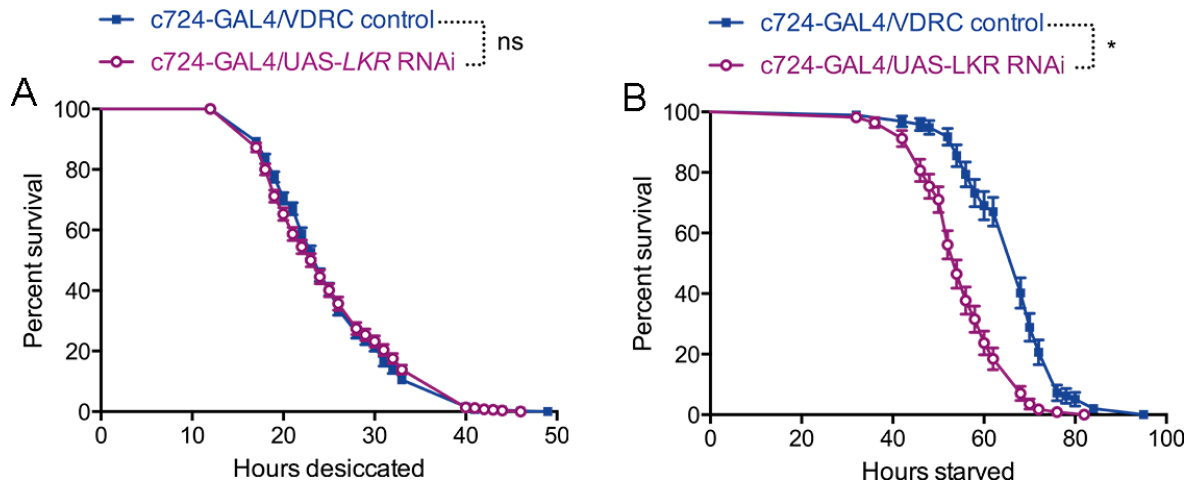 c724-GAL4/VDRC control
ns
c724-GAL4/UAS-LKR RNAi
A
100
80
60
40
20
0
Percent survival
0 10 20 30 40 50
Hours desiccated
c724-GAL4/VDRC control
*
c724-GAL4/UAS-LKR RNAi
B
100
80
60
40
20
0
Percent survival
0 20 40 60 80 100
Hours starved